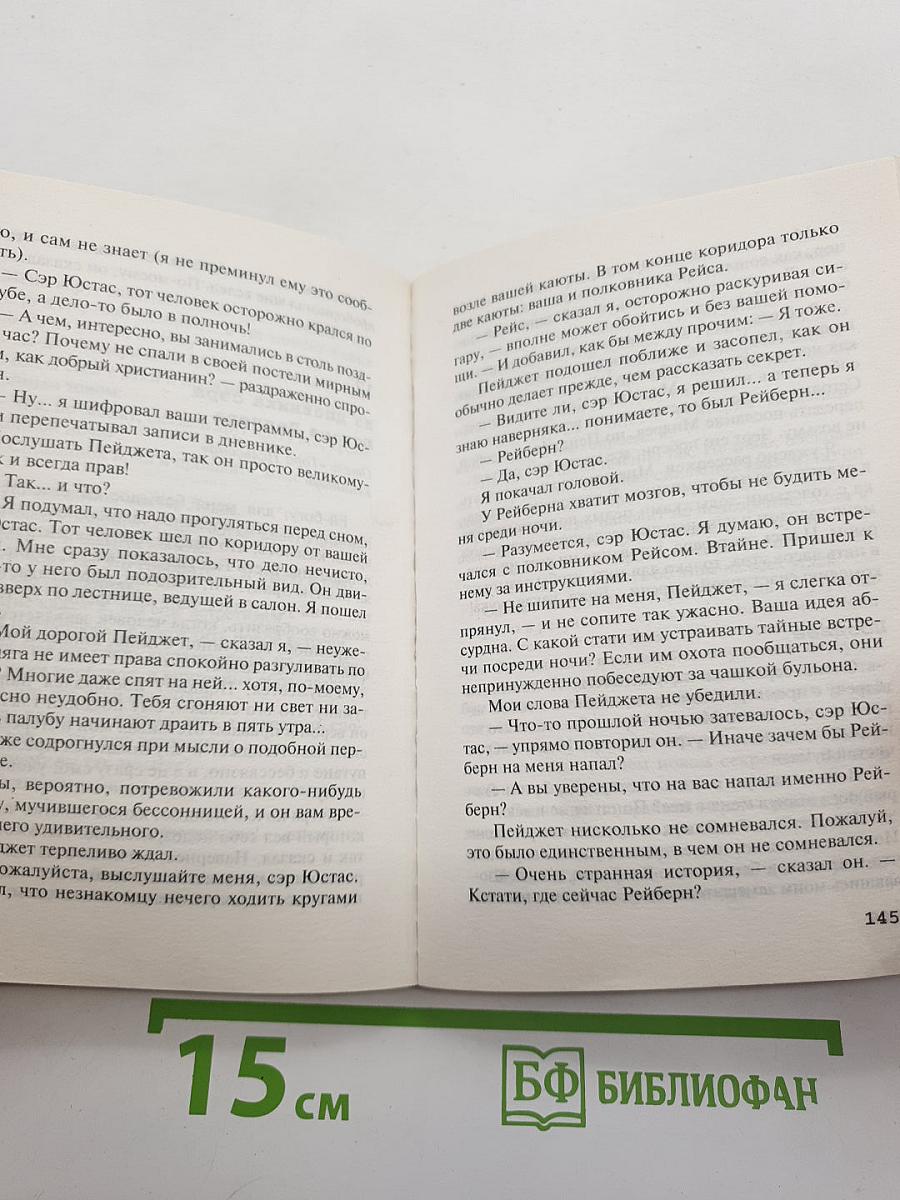 ю, и сам не знает (я не преминул ему это сооб-
ть).
— Сэр Юстас, тот человек осторожно крался по
убе, а дело-то было в полночь!
— А чем, интересно, вы занимались в столь позд-
час? Почему не спали в своей постели мирным
м, как добрый христианин? — раздраженно спро-
я.
— Ну... я шифровал ваши телеграммы, сэр Юс-
и перепечатывал записи в дневнике.
Послушать Пейджета, так он просто великому-
к и всегда прав!
Так... и что?
Я подумал, что надо прогуляться перед сном,
Юстас. Тот человек шел по коридору от вашей
. Мне сразу показалось, что дело нечисто,
-то у него был подозрительный вид. Он дви-
вверх по лестнице, ведущей в салон. Я пошел
.
Мой дорогой Пейджет, — сказал я, — неуже-
няга не имеет права спокойно разгуливать по
? Многие даже спят на ней... хотя, по-моему,
сно неудобно. Тебя сгоняют ни свет ни за-
ь палубу начинают драить в пять утра...
же содрогнулся при мысли о подобной пер-
е.
ы, вероятно, потревожили какого-нибудь
у, мучившегося бессонницей, и он вам вре-
чего удивительного.
джет терпеливо ждал.
ожалуйста, выслушайте меня, сэр Юстас.
л, что незнакомцу нечего ходить кругами
возле вашей каюты. В том конце коридора только
две каюты: ваша и полковника Рейса.
— Рейс, — сказал я, осторожно раскуривая си-
гару, — вполне может обойтись и без вашей помо-
щи. — И добавил, как бы между прочим: — Я тоже.
Пейджет подошел поближе и засопел, как он
обычно делает прежде, чем рассказать секрет.
— Видите ли, сэр Юстас, я решил... а теперь я
знаю наверняка... понимаете, то был Рейберн...
— Рейберн?
— Да, сэр Юстас.
Я покачал головой.
У Рейберна хватит мозгов, чтобы не будить ме-
ня среди ночи.
— Разумеется, сэр Юстас. Я думаю, он встре-
чался с полковником Рейсом. Втайне. Пришел к
нему за инструкциями.
— Не шипите на меня, Пейджет, — я слегка от-
прянул, — и не сопите так ужасно. Ваша идея аб-
сурдна. С какой стати им устраивать тайные встре-
чи посреди ночи? Если им охота пообщаться, они
непринужденно побеседуют за чашкой бульона.
Мои слова Пейджета не убедили.
— Что-то прошлой ночью затевалось, сэр Юс-
тас, — упрямо повторил он. — Иначе зачем бы Рей-
берн на меня напал?
— А вы уверены, что на вас напал именно Рей-
берн?
Пейджет нисколько не сомневался. Пожалуй,
это было единственным, в чем он не сомневался.
— Очень странная история, — сказал он. —
Кстати, где сейчас Рейберн?
145
15 см
БФ БИБЛИОФАН